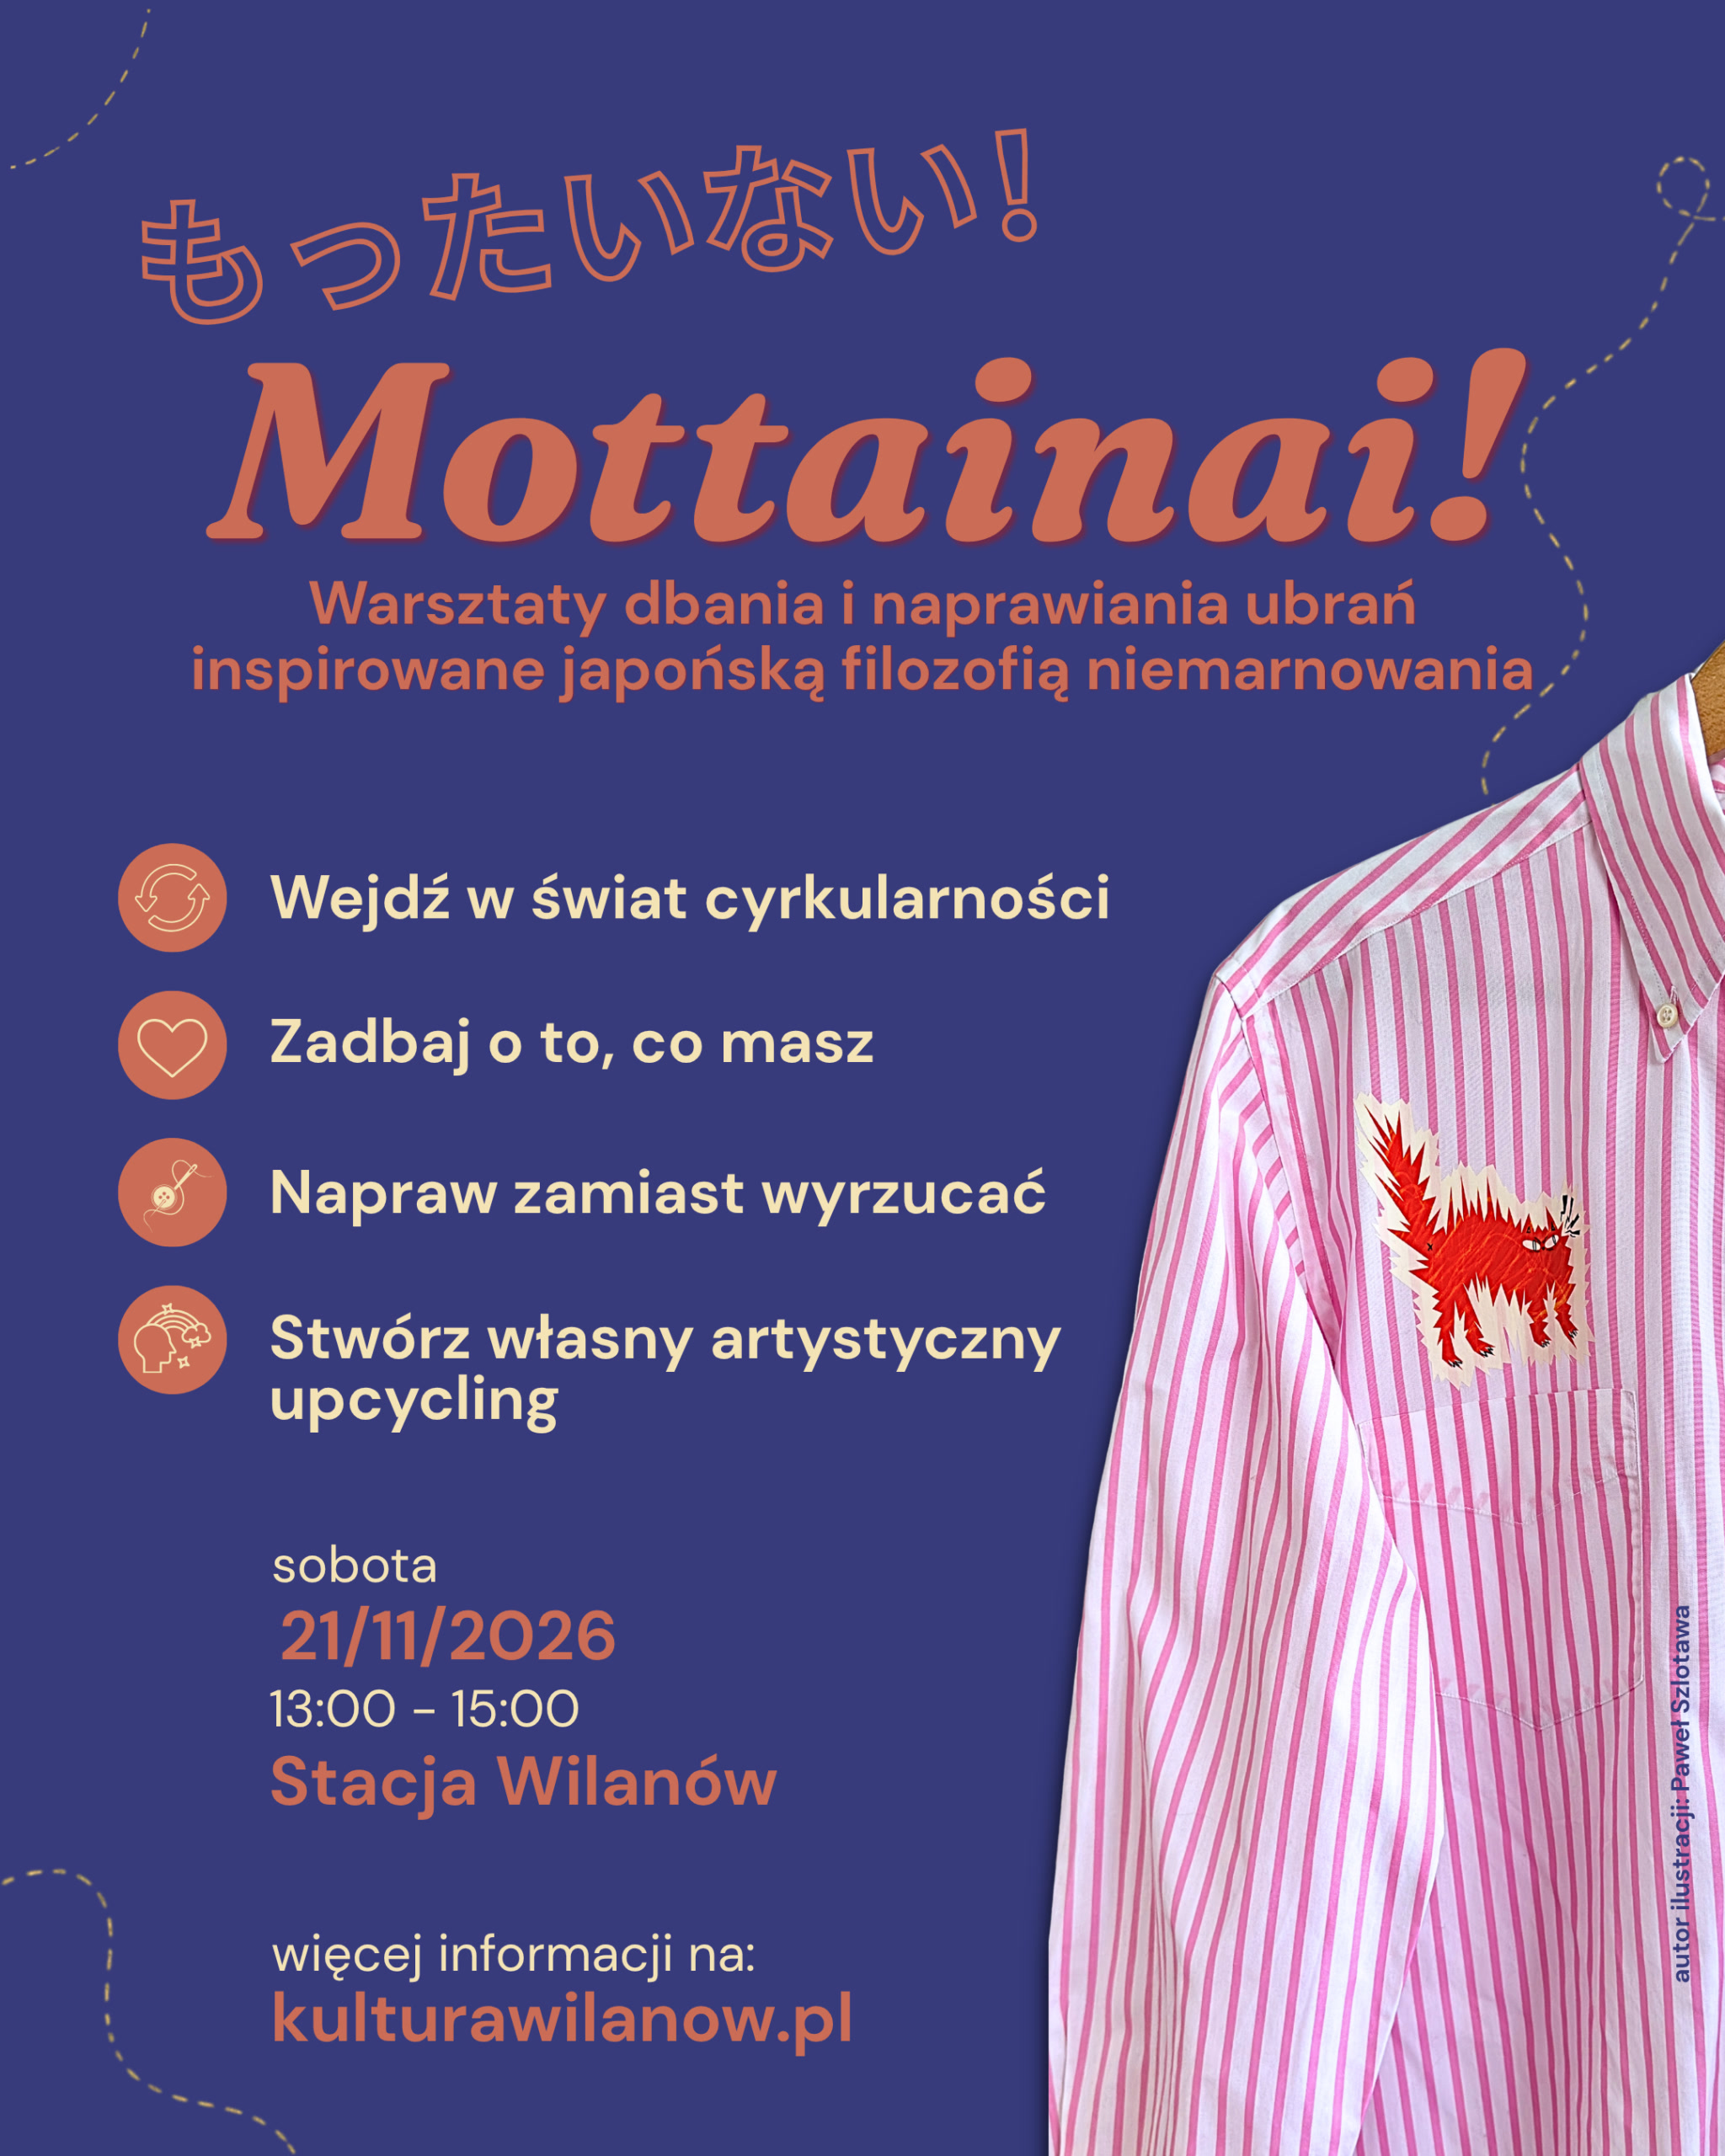 もったいない!
Mottainai!
Warsztaty dbania i naprawiania ubrań
inspirowane japońską filozofią niemarnowania
Wejdź w świat cyrkularności
Zadbaj o to, co masz
Napraw zamiast wyrzucać
Stwórz własny artystyczny
upcycling
sobota
21/11/2026
13:00 - 15:00
Stacja Wilanów
więcej informacji na:
kulturawilanow.pl
autor ilustracji: Paweł Szlotawa